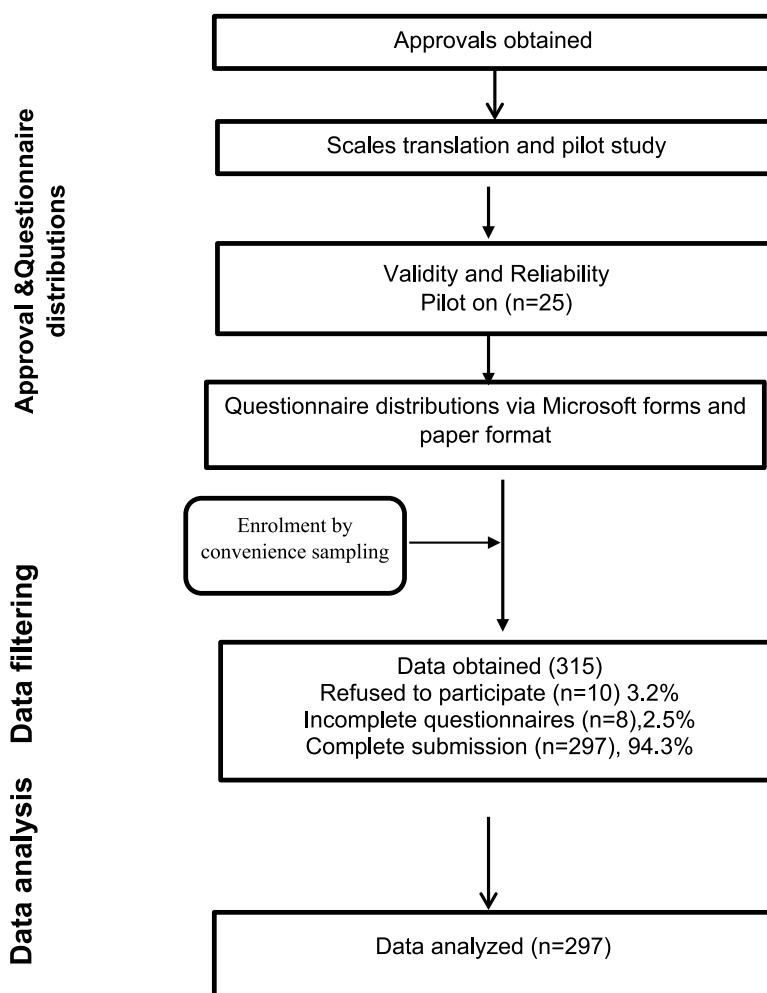 Approvals obtained
Scales translation and pilot study
Approval &Questionnaire
distributions
Validity and Reliability
Pilot on (n=25)
Questionnaire distributions via Microsoft forms and
paper format
Enrolment by
convenience sampling
Data filtering
Data obtained (315)
Refused to participate (n=10) 3.2%
Incomplete questionnaires (n=8),2.5%
Complete submission (n=297), 94.3%
Data analysis
Data analyzed (n=297)